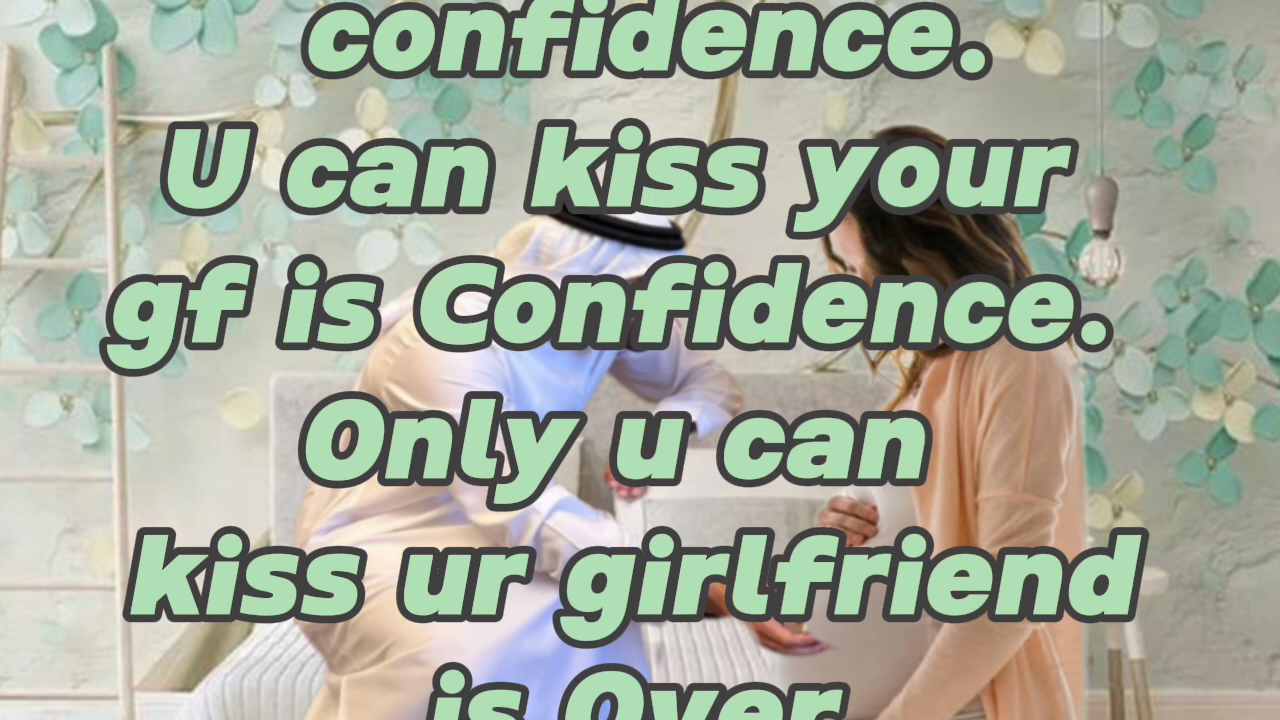 confidence.
U can kiss your
gf is Confidence.
Only u can
kiss ur girlfriend
is Over